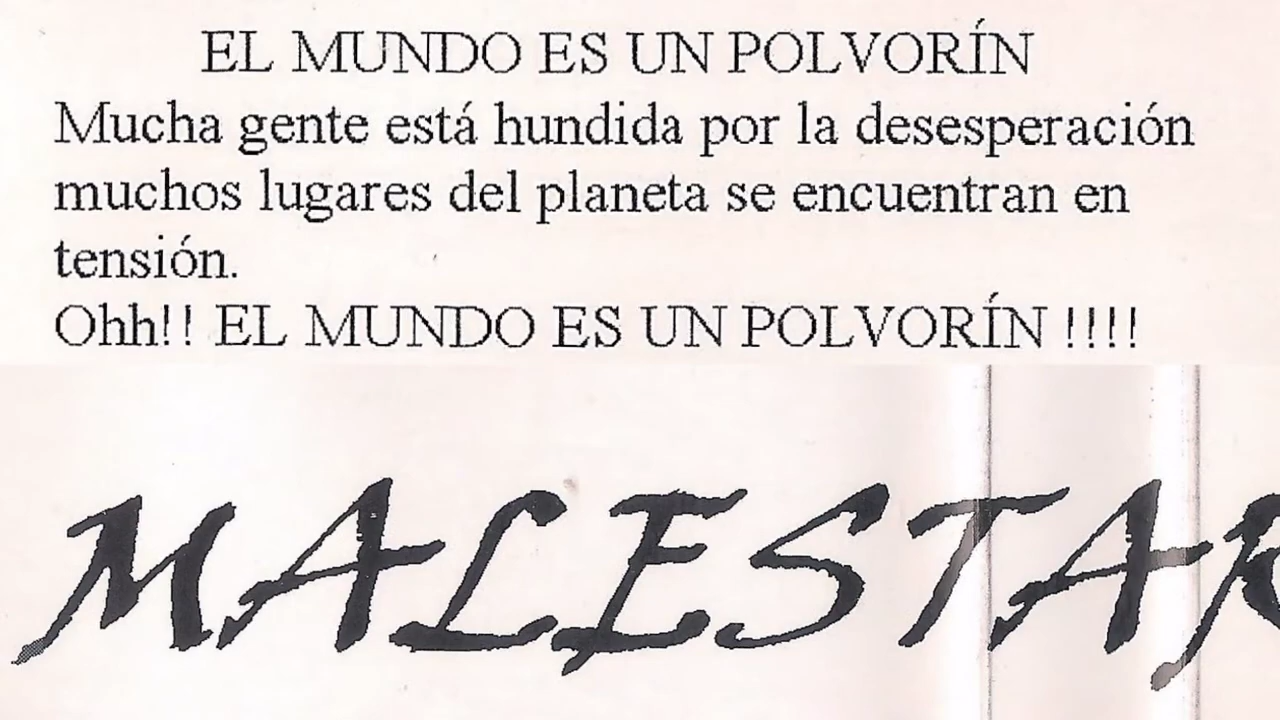 EL MUNDO ES UN POLVORÍN
Mucha gente está hundida por la desesperación
muchos lugares del planeta se encuentran en
tensión.
Ohh!! EL MUNDO ES UN POLVORÍN !!!!
MALESTAR